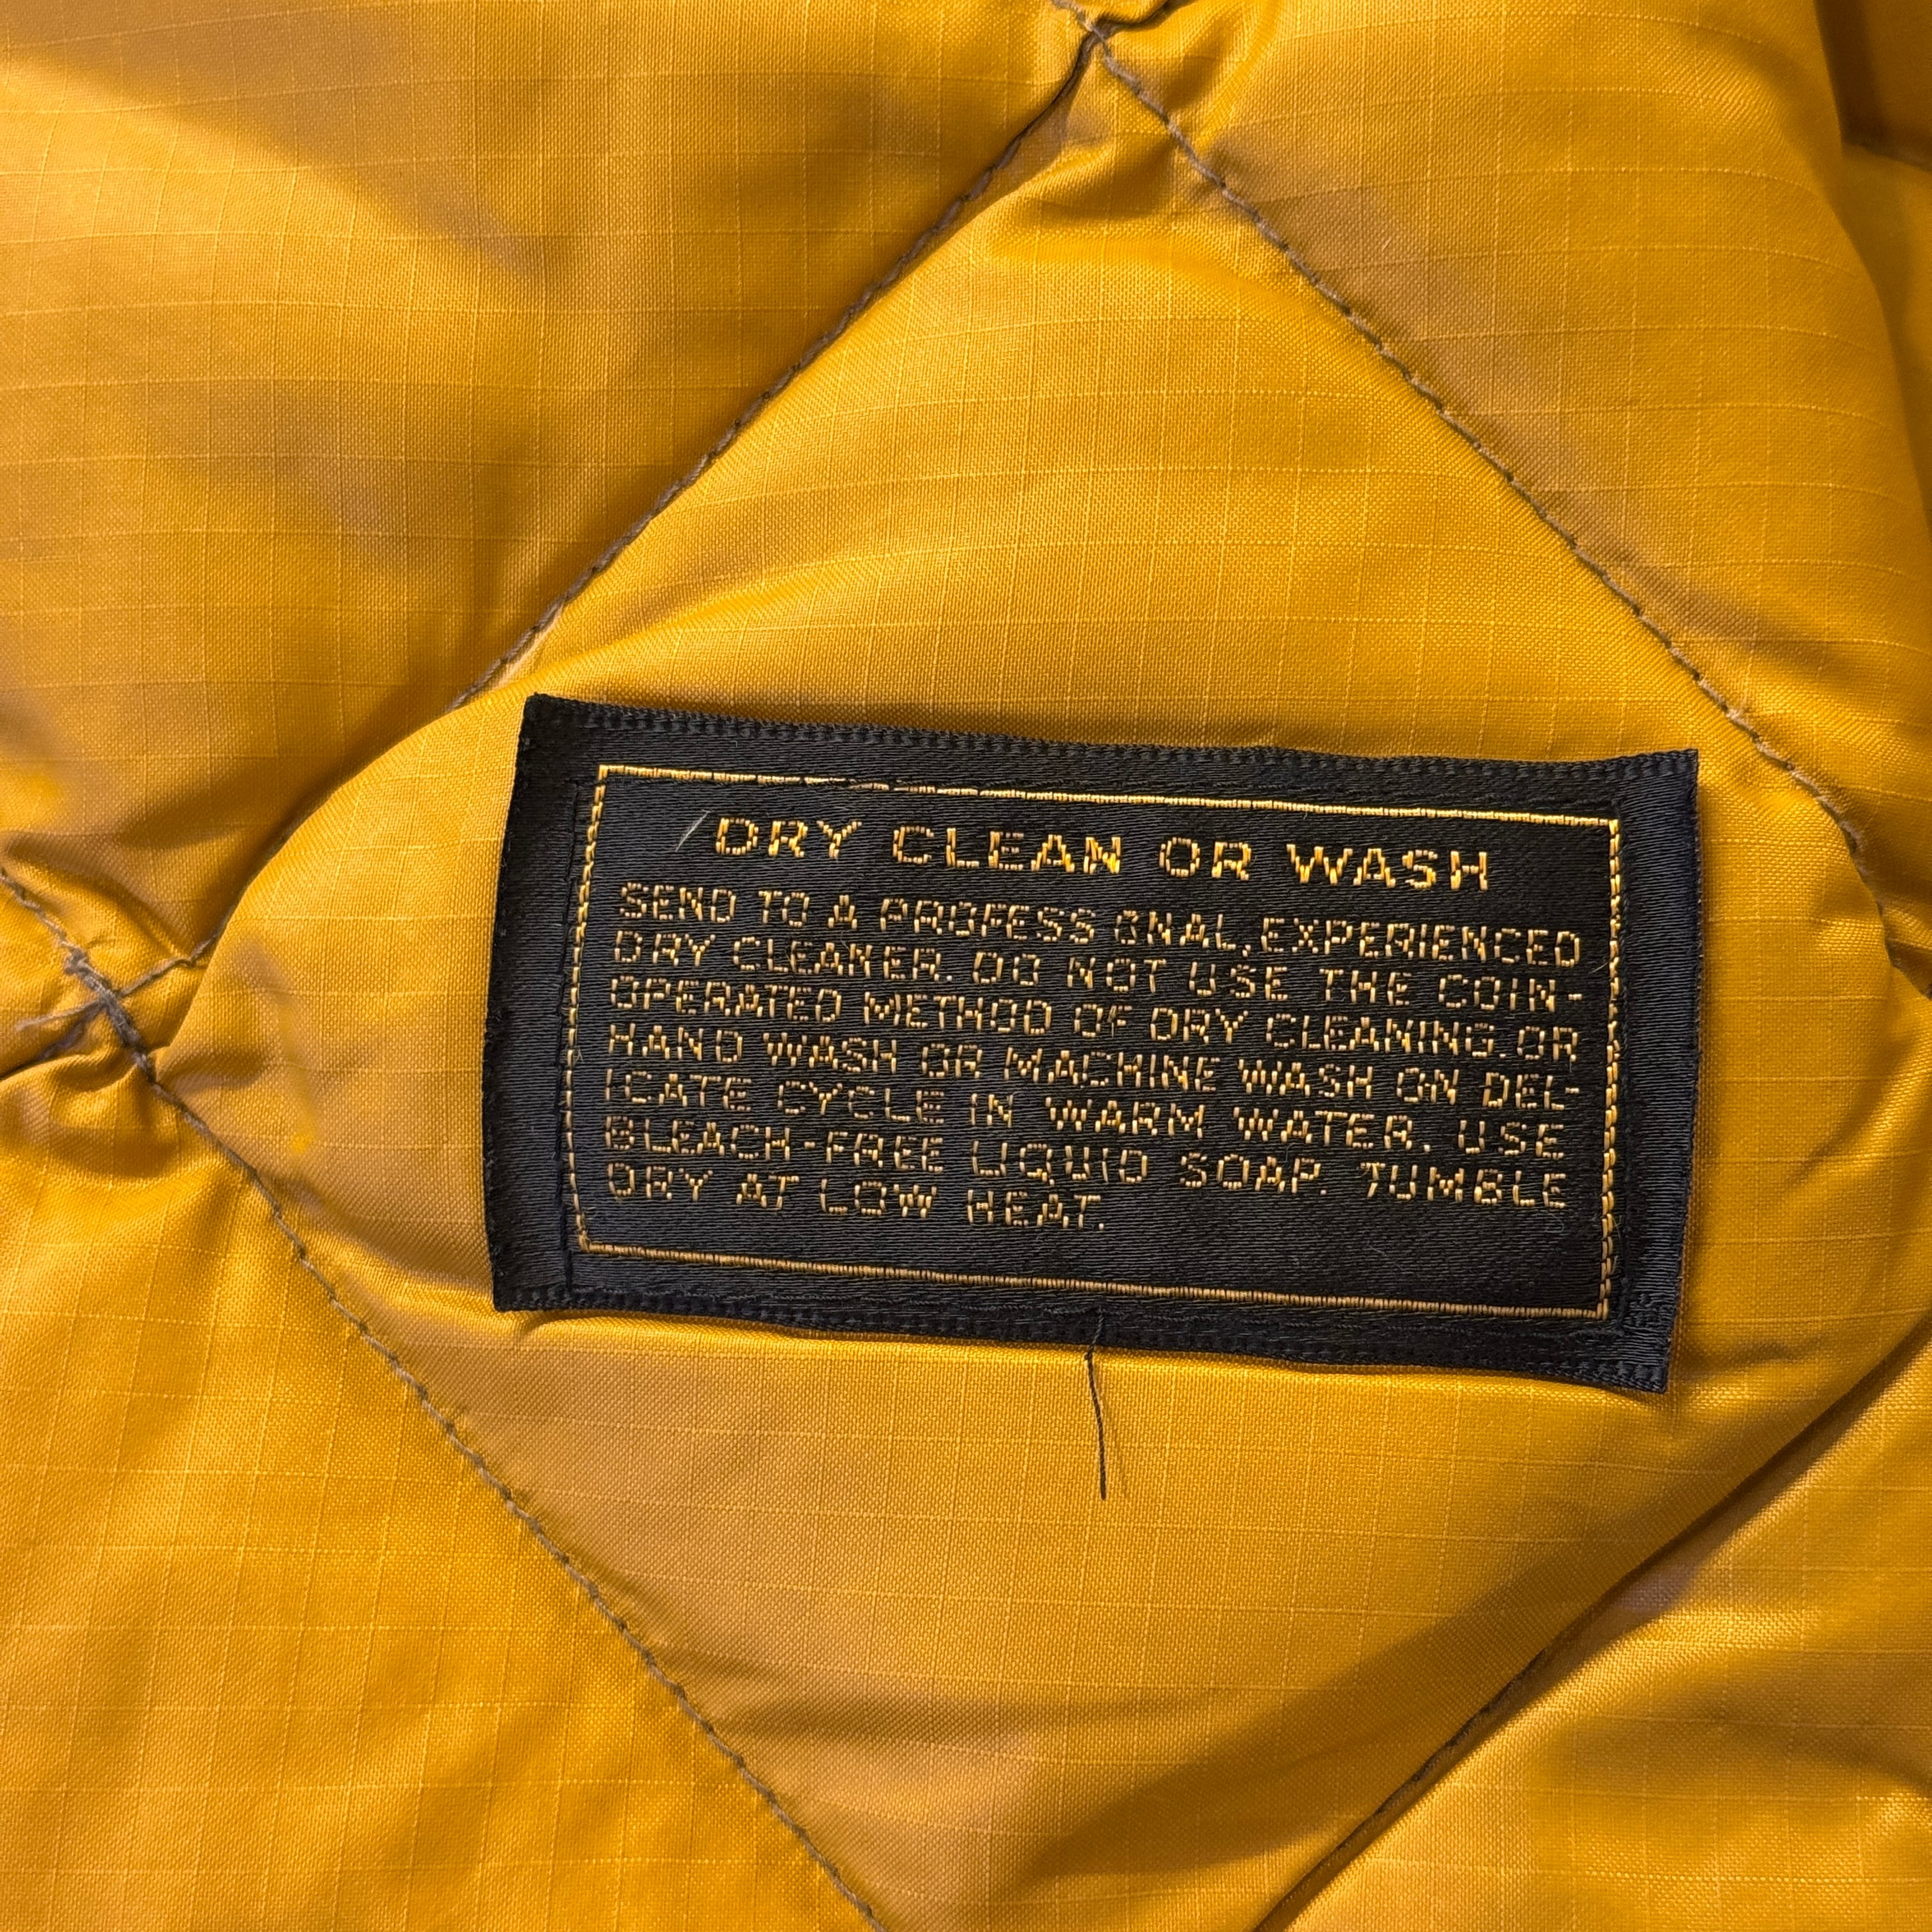 DRY CLEAN OR WASH
SEND TO A PROFESSIONAL, EXPERIENCED
DRY CLEANER. DO NOT USE THE COIN-
OPERATED METHOD OF DRY CLEANING. OR
HAND WASH OR MACHINE WASH ON DEL-
ICATE CYCLE IN WARM WATER. USE
BLEACH-FREE LIQUID SOAP. TUMBLE
DRY AT LOW HEAT.